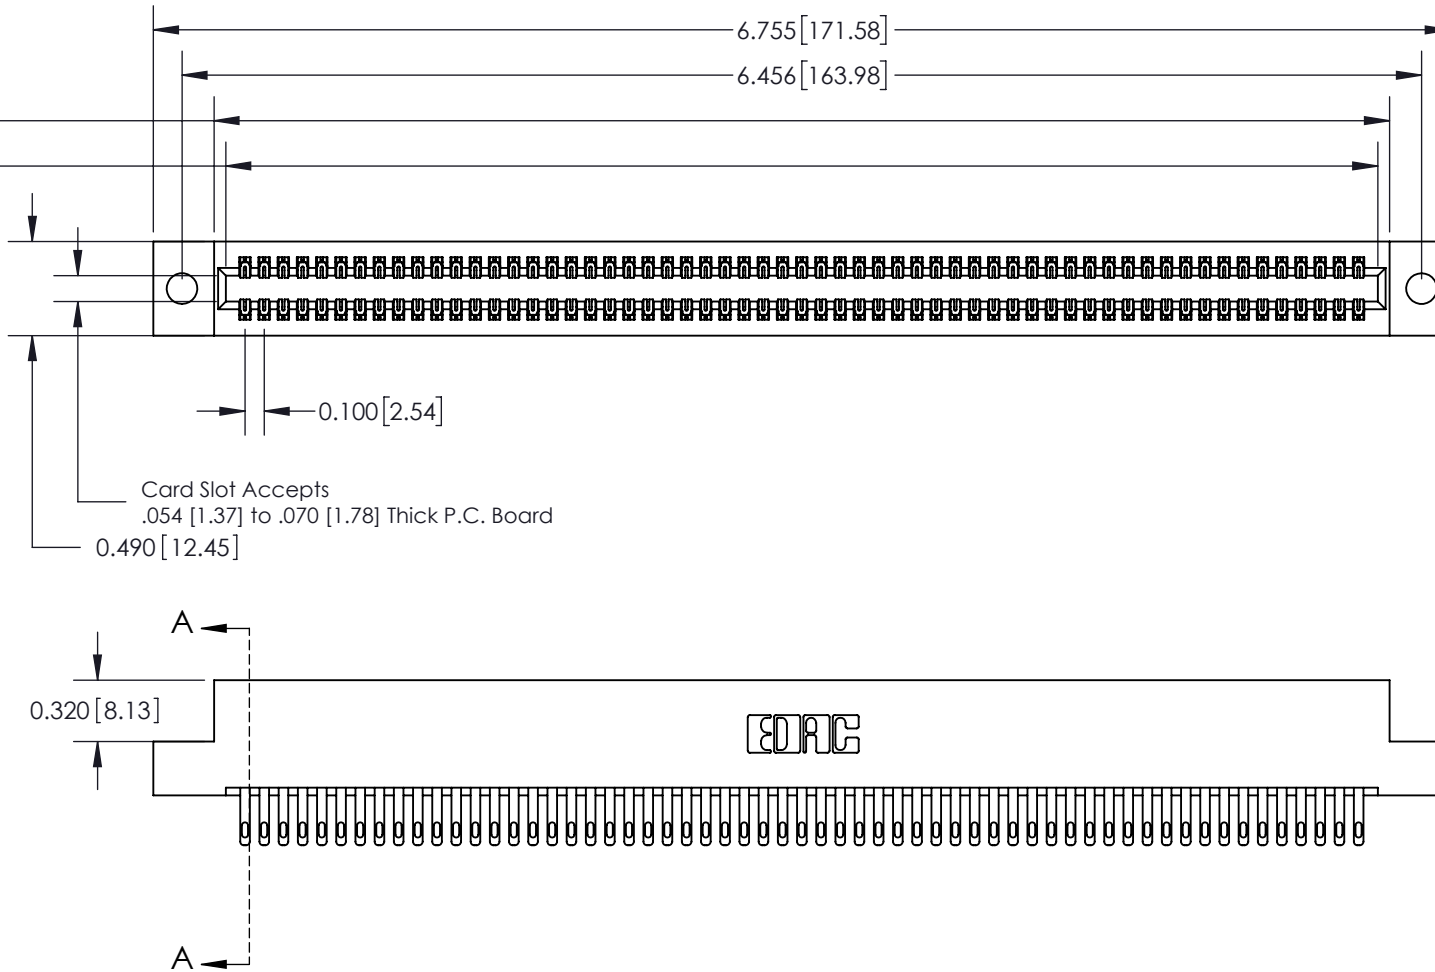 6.755[171.58]
6.456[163.98]
0.100[2.54]
Card Slot Accepts
.054 [1.37] to .070 [1.78] Thick P.C. Board
0.490[12.45]
A
0.320[8.13]
EDAC
A